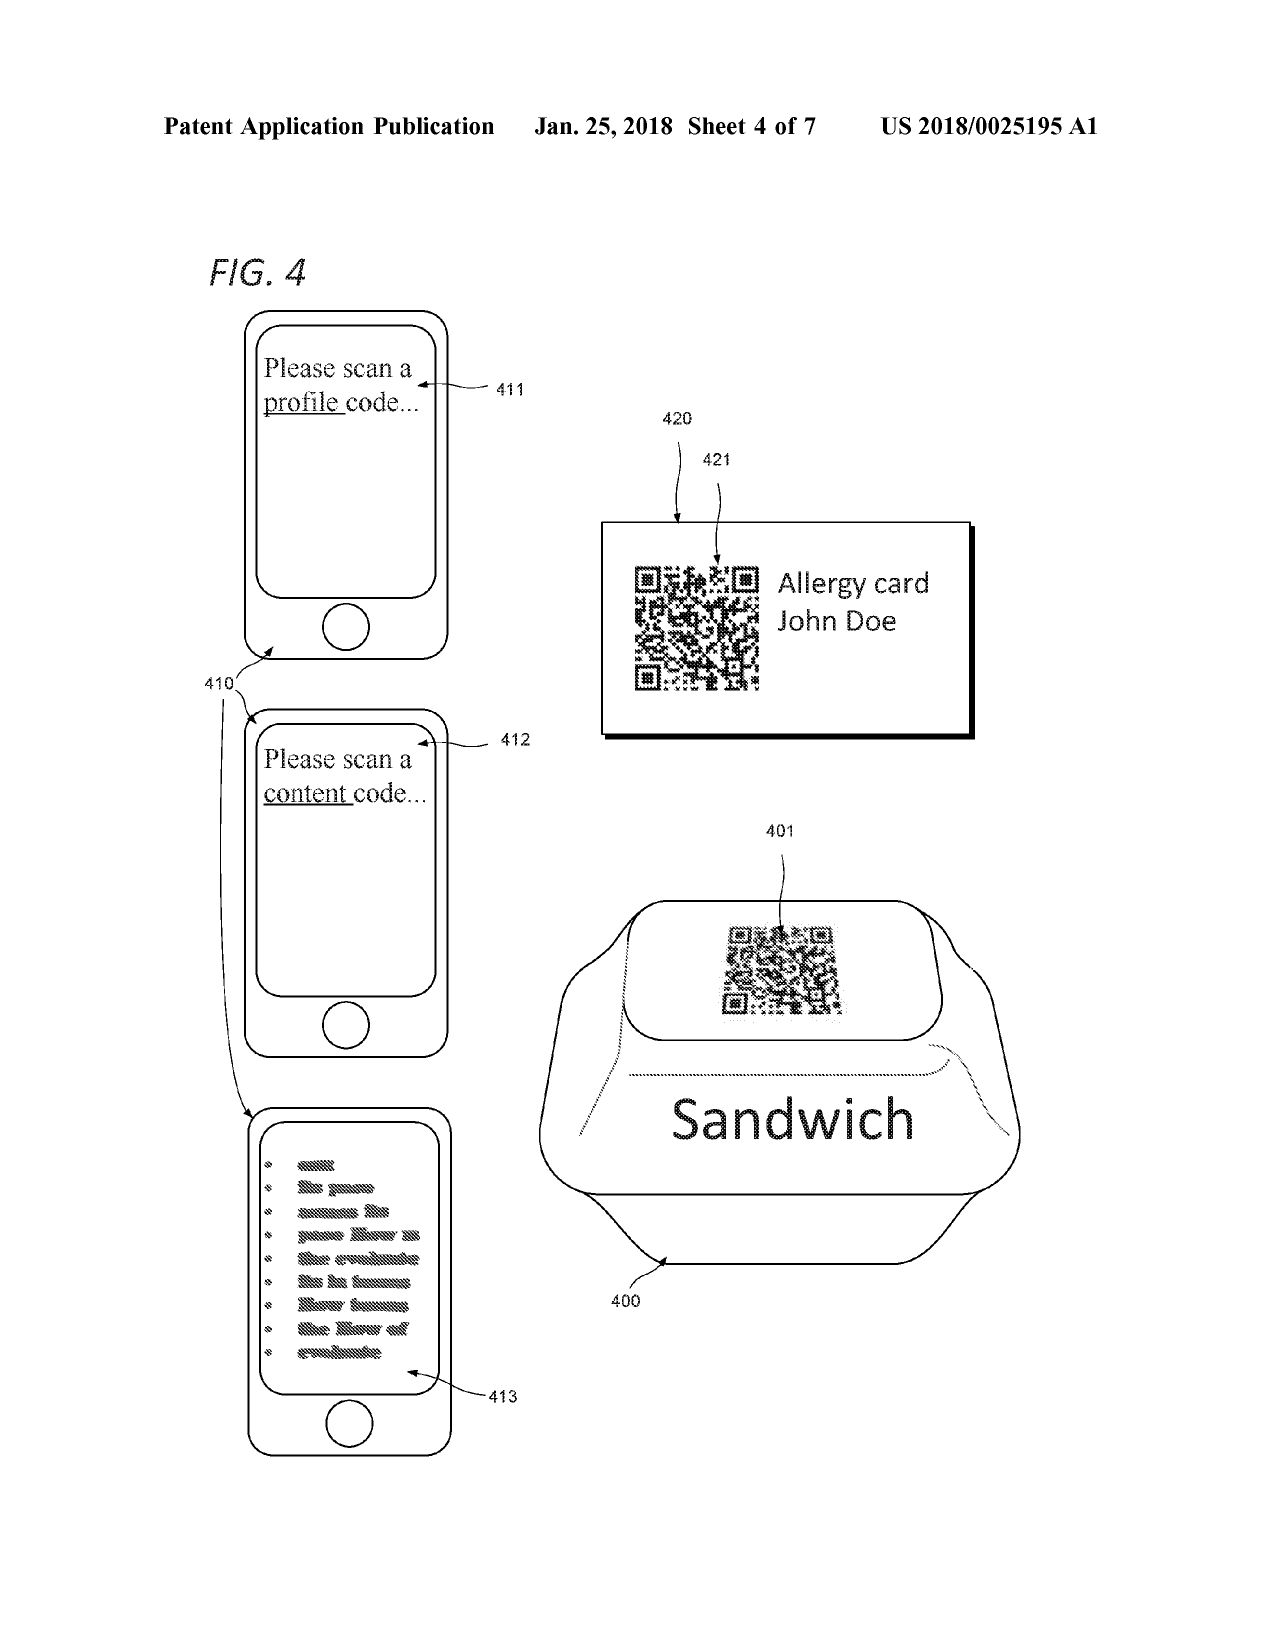 Patent Application Publication Jan. 25, 2018 Sheet 4 of 7 US 2018/0025195 A1
FIG. 4
Please scan a
profile code...
411
410
Please scan a
content code...
412
413
420
421
Allergy card
John Doe
401
Sandwich
400